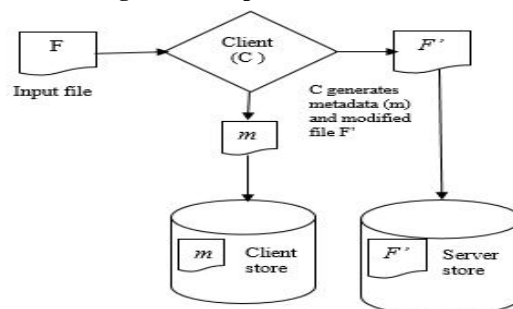 F
Input file
Client
(C )
F'
C generates
metadata (m)
and modified
file F'
m
m
Client
store
F'
Server
store